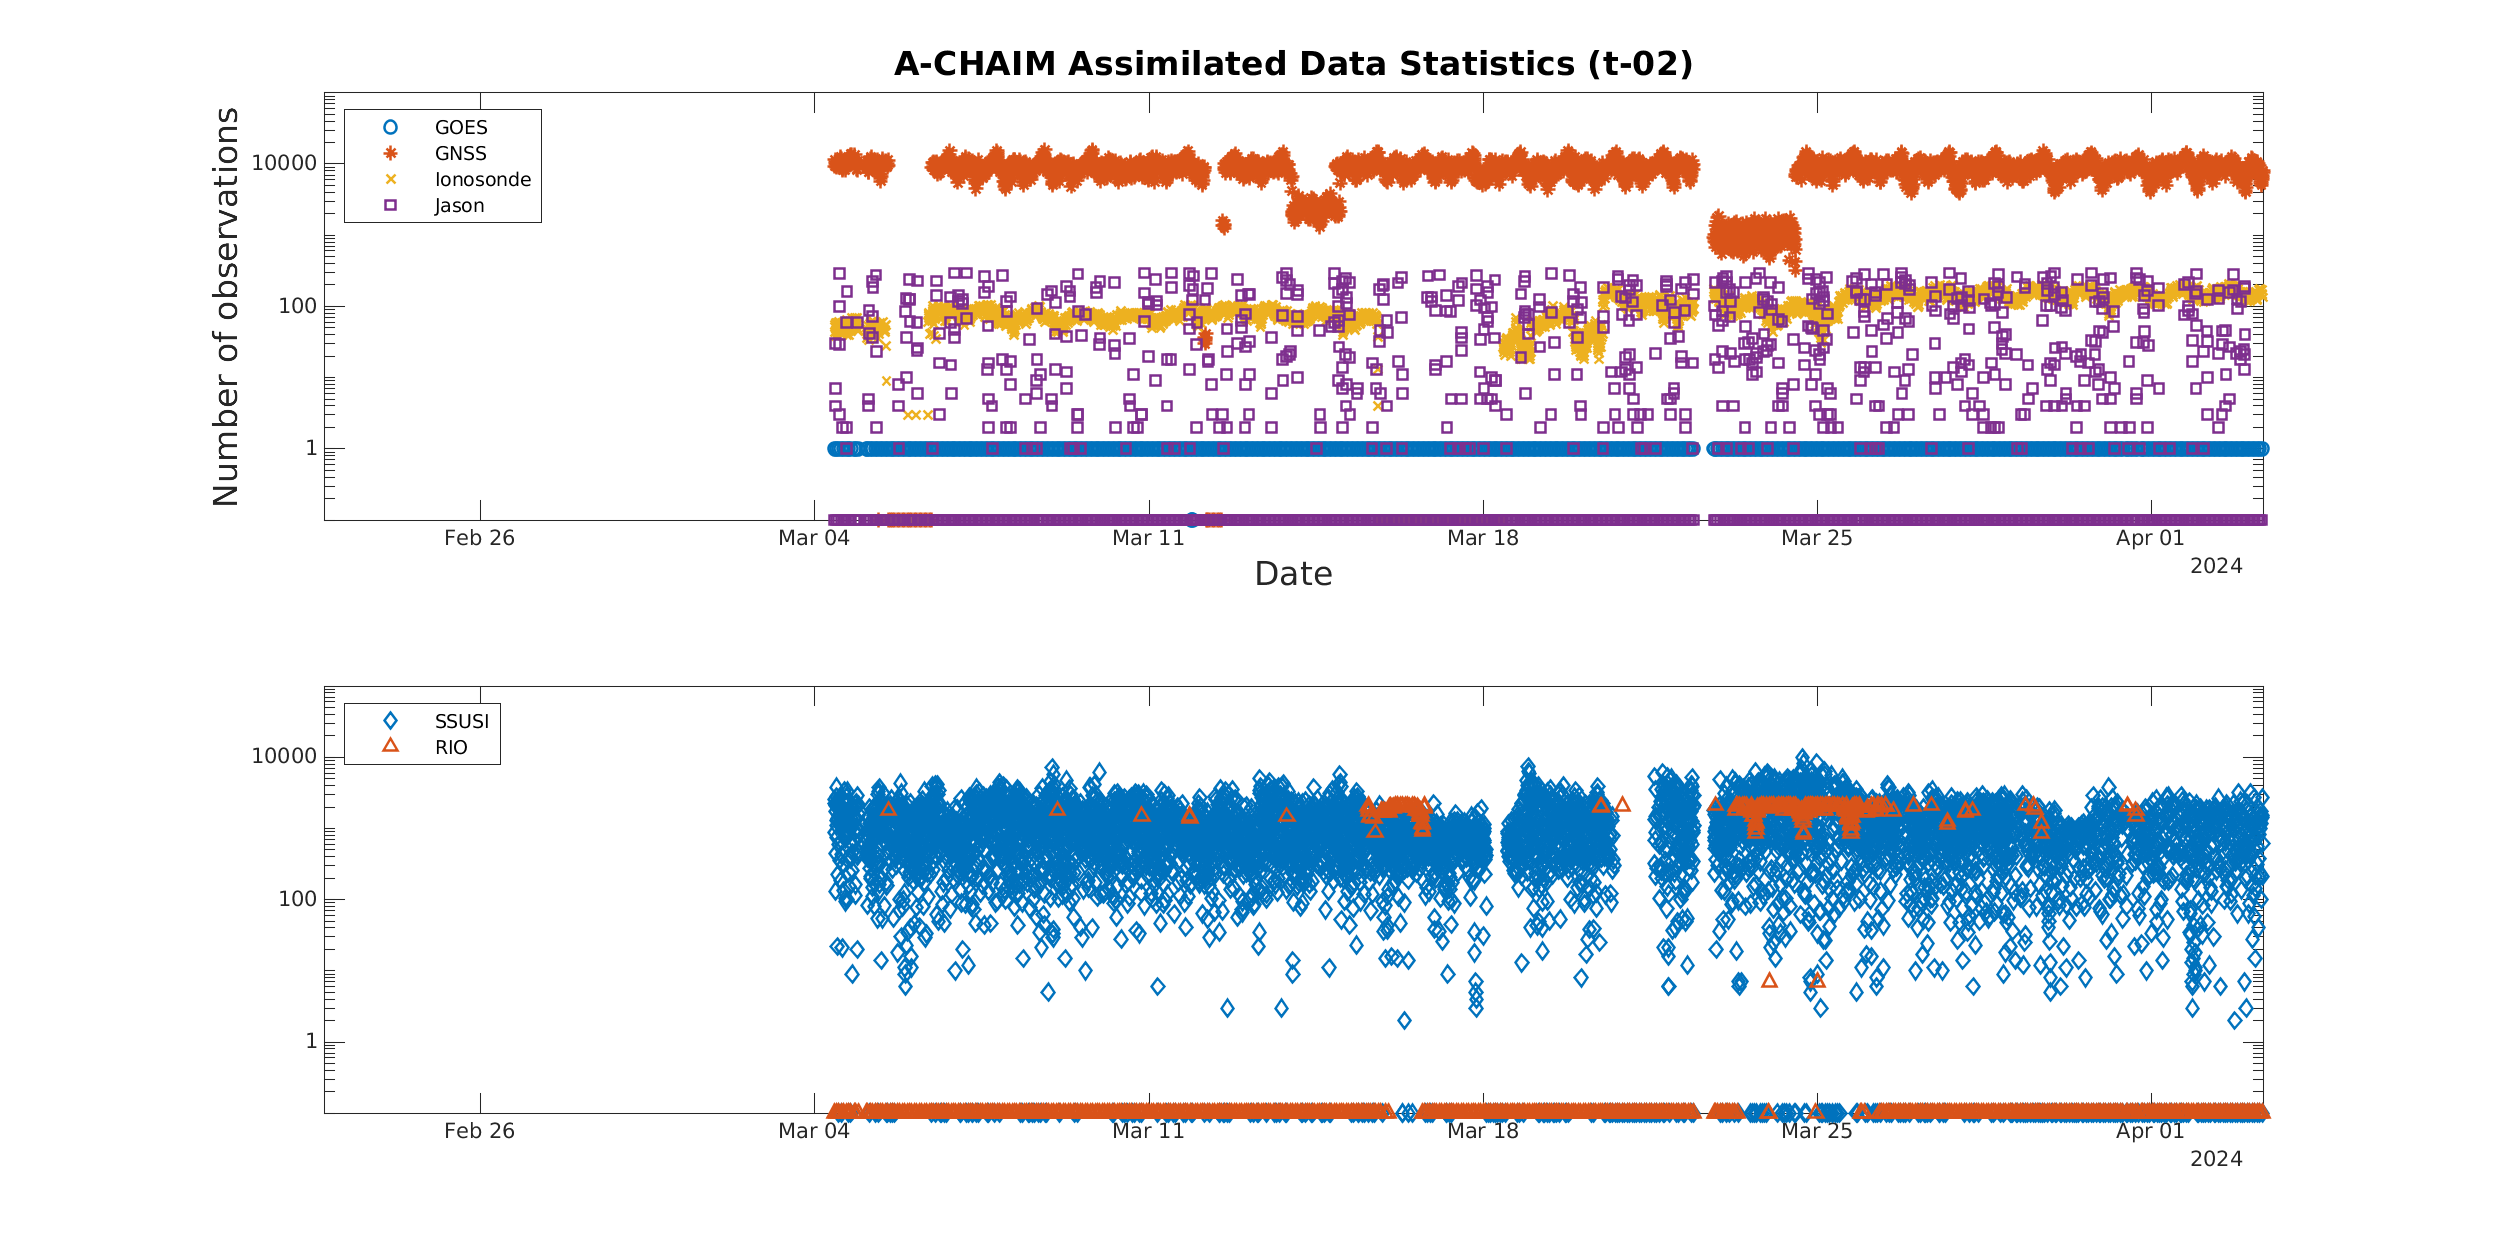 A-CHAIM Assimilated Data Statistics (t-02)
Number of observations
10000
100
1
GOES
GNSS
Ionosonde
Jason
Feb 26
Mar 04
Mar 11
Mar 18
Mar 25
Apr 01
2024
Date
10000
100
1
SSUSI
RIO
Feb 26
Mar 04
Mar 11
Mar 18
Mar 25
Apr 01
2024